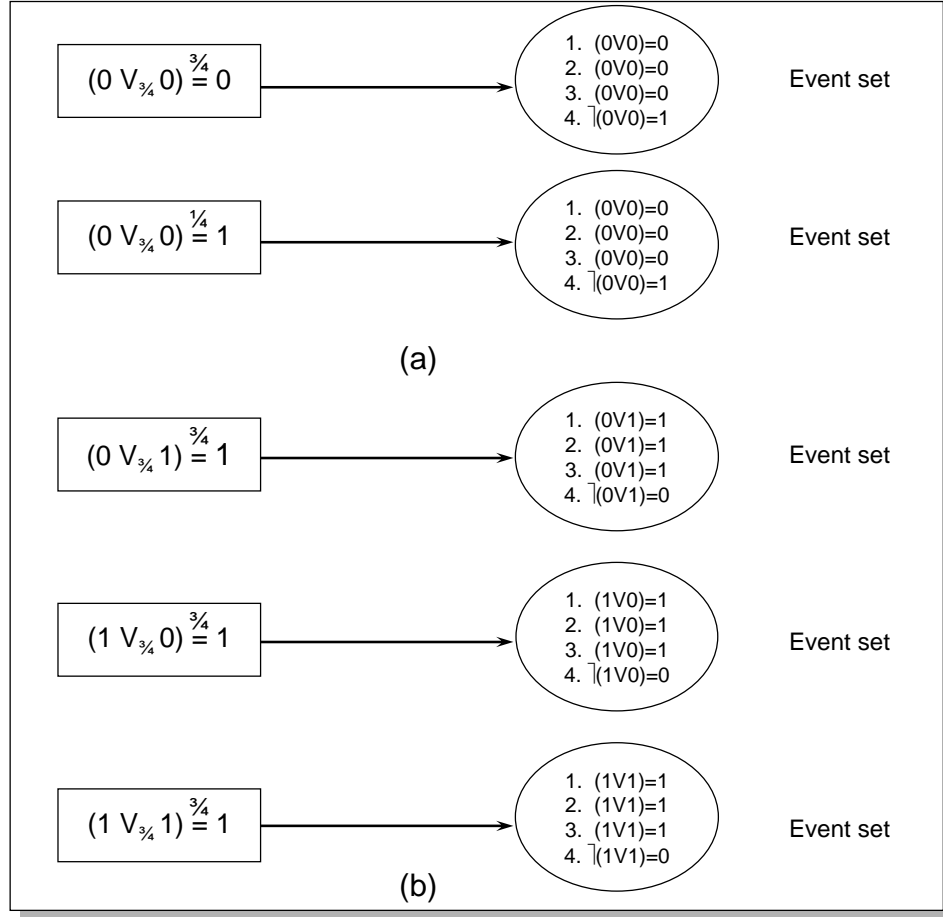 (0 V¾ 0) ¾= 0
1. (0V0)=0
2. (0V0)=0
3. (0V0)=0
4. ⏋(0V0)=1
Event set
(0 V¾ 0) ¼= 1
1. (0V0)=0
2. (0V0)=0
3. (0V0)=0
4. ⏋(0V0)=1
Event set
(a)
(0 V¾ 1) ¾= 1
1. (0V1)=1
2. (0V1)=1
3. (0V1)=1
4. ⏋(0V1)=0
Event set
(1 V¾ 0) ¾= 1
1. (1V0)=1
2. (1V0)=1
3. (1V0)=1
4. ⏋(1V0)=0
Event set
(1 V¾ 1) ¾= 1
1. (1V1)=1
2. (1V1)=1
3. (1V1)=1
4. ⏋(1V1)=0
Event set
(b)